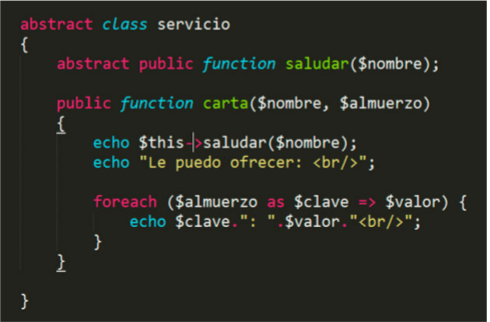 abstract class servicio
{
    abstract public function saludar($nombre);
    public function carta($nombre, $almuerzo)
    {
        echo $this->saludar($nombre);
        echo "Le puedo ofrecer: <br/>";
        foreach ($almuerzo as $clave => $valor) {
            echo $clave.": ".$valor."<br/>";
        }
    }
}